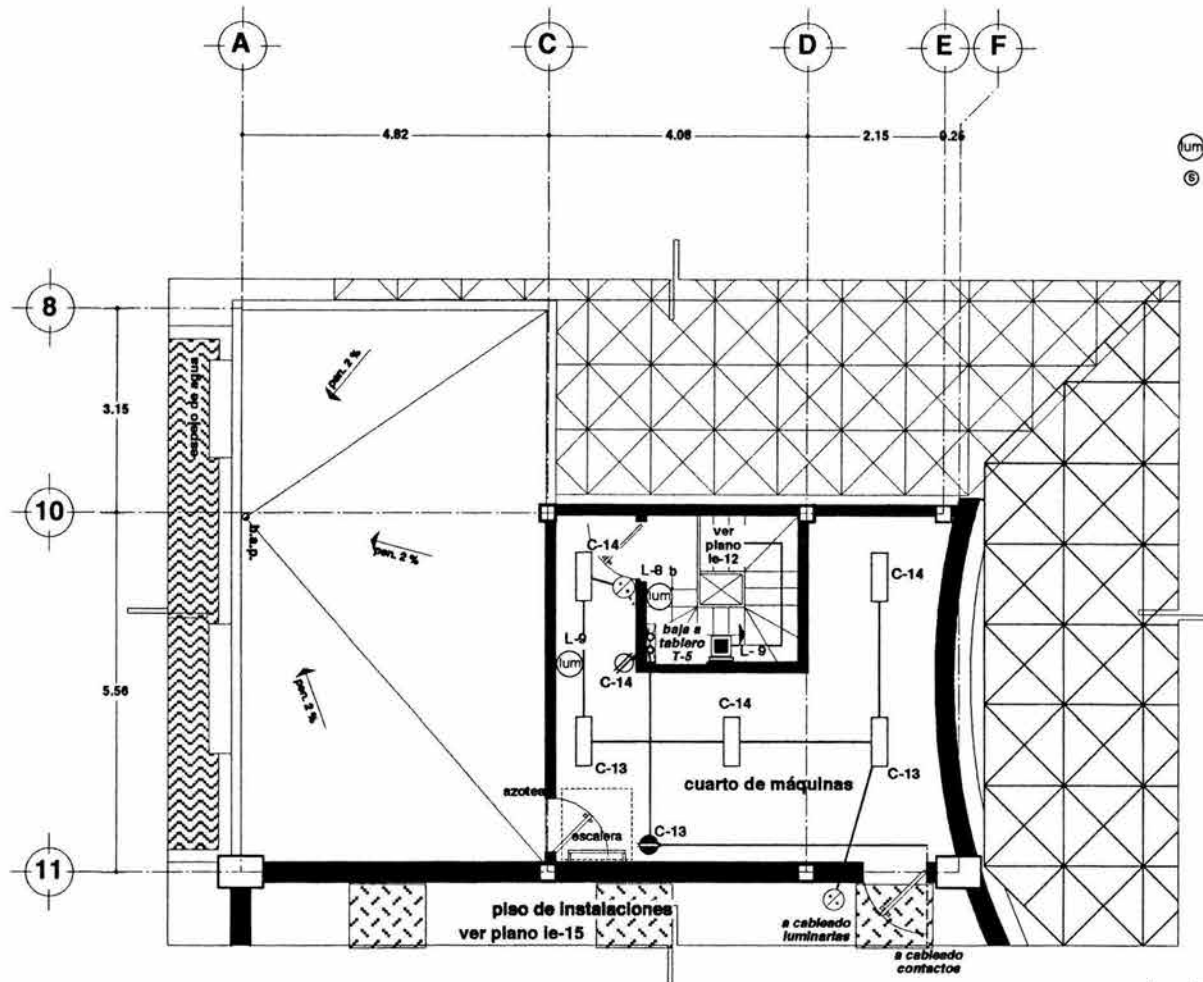 A
C
D
E
F
4.82
4.08
2.15
0.25
lum
S
8
3.15
10
5.56
11
espejo de agua
pen. 2 %
b.a.p.
pen. 2 %
pen. 2 %
C-14
ver
plano
ie-12
L-8 b
lum
C-14
L-9
lum
baja a
tablero
T-5
L-9
C-14
C-14
C-13
C-13
cuarto de máquinas
azotea
escalera
C-13
piso de instalaciones
ver plano ie-15
a cableado
luminarias
a cableado
contactos